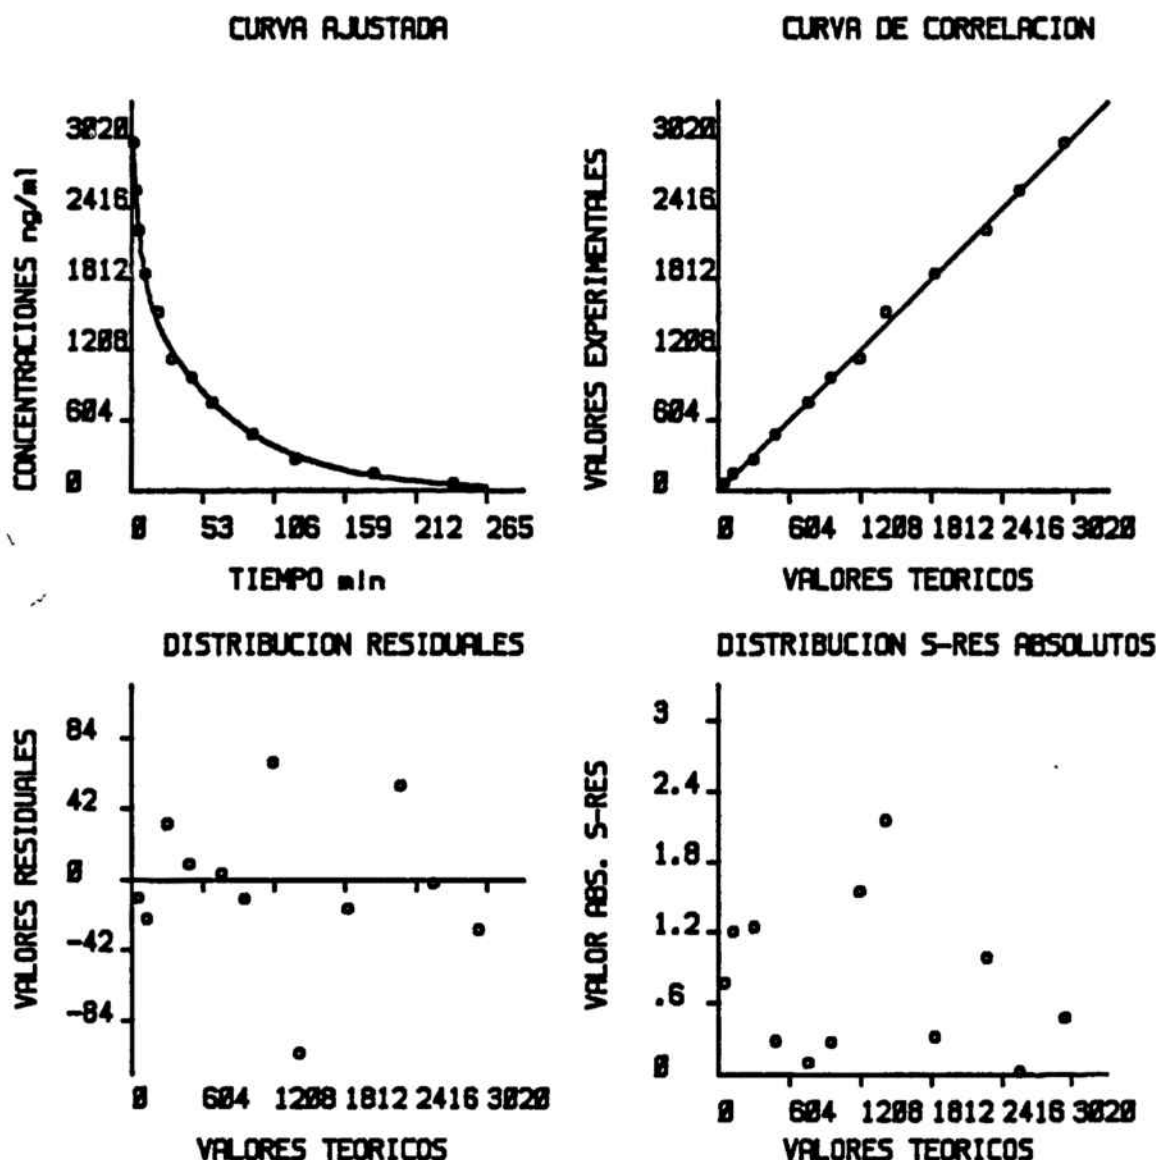 CURVA AJUSTADA
CONCENTRACIONES ng/ml
3020
2416
1812
1208
604
0
0 53 106 159 212 265
TIEMPO min
CURVA DE CORRELACION
VALORES EXPERIMENTALES
3020
2416
1812
1208
604
0
0 604 1208 1812 2416 3020
VALORES TEORICOS
DISTRIBUCION RESIDUALES
VALORES RESIDUALES
84
42
0
-42
-84
0 604 1208 1812 2416 3020
VALORES TEORICOS
DISTRIBUCION S-RES ABSOLUTOS
VALOR ABS. S-RES
3
2.4
1.8
1.2
.6
0
0 604 1208 1812 2416 3020
VALORES TEORICOS